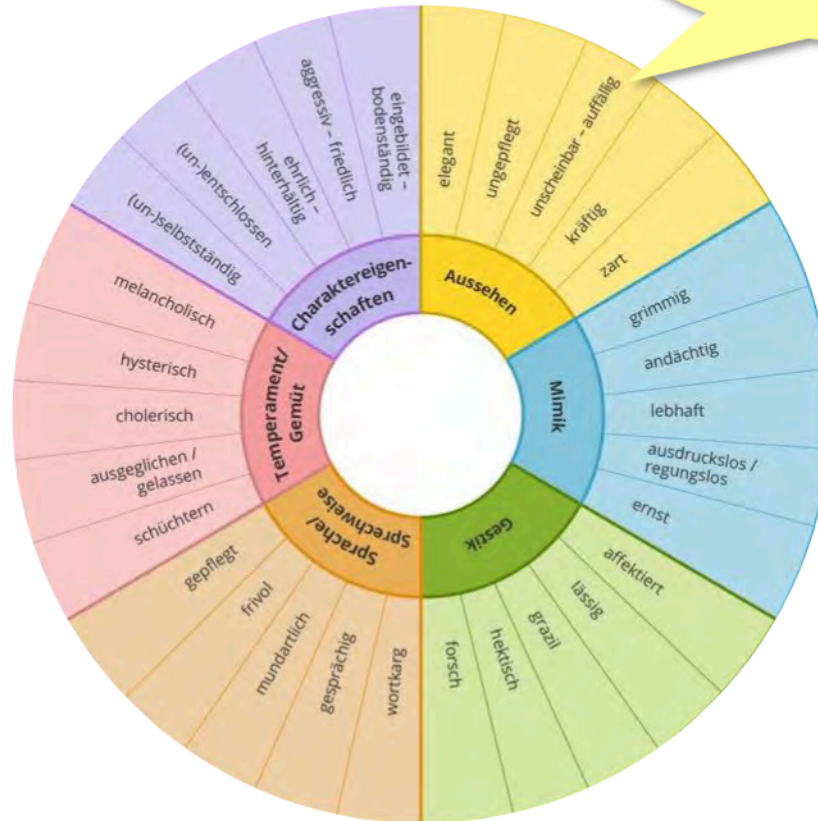 Aussehen
elegant
ungepflegt
unscheinbar – auffällig
kräftig
zart
Mimik
grimmig
andächtig
lebhaft
ausdruckslos /
regungslos
ernst
Gestik
affektiert
lässig
grazil
hektisch
forsch
Sprache/
Sprechweise
wortkarg
gesprächig
mundartlich
frivol
gepflegt
Temperament/
Gemüt
schüchtern
ausgeglichen /
gelassen
cholerisch
hysterisch
melancholisch
Charaktereigen-
schaften
(un-)selbstständig
(un-)entschlossen
ehrlich –
hinterhältig
aggressiv – friedlich
eingebildet –
bodenständig